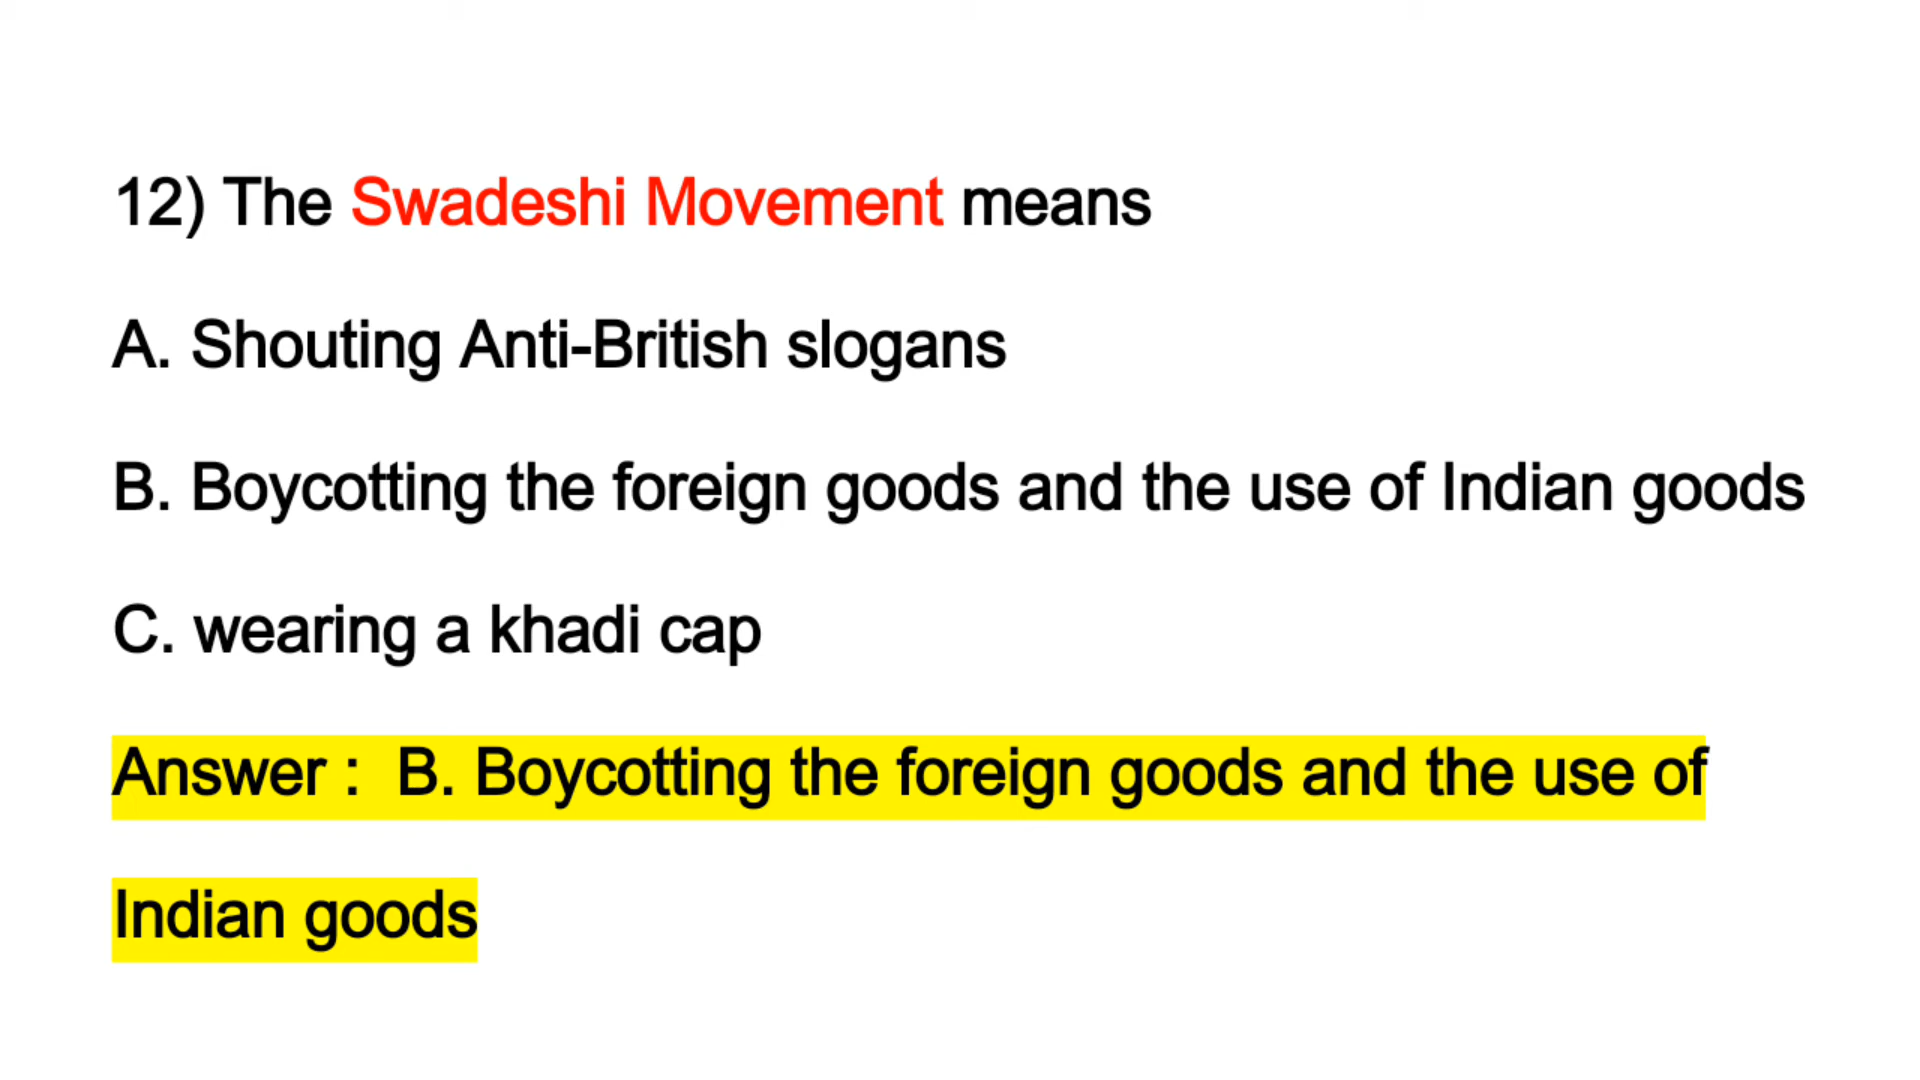 12) The Swadeshi Movement means
A. Shouting Anti-British slogans
B. Boycotting the foreign goods and the use of Indian goods
C. wearing a khadi cap
Answer :  B. Boycotting the foreign goods and the use of
Indian goods